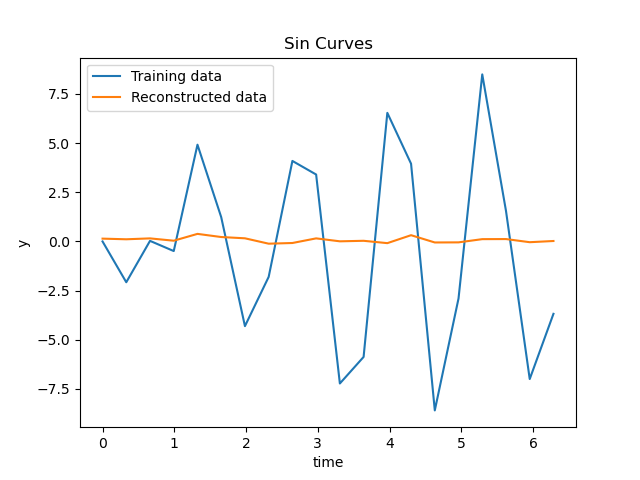 Sin Curves
Training data
Reconstructed data
7.5
5.0
2.5
0.0
−2.5
−5.0
−7.5
y
0 1 2 3 4 5 6
time